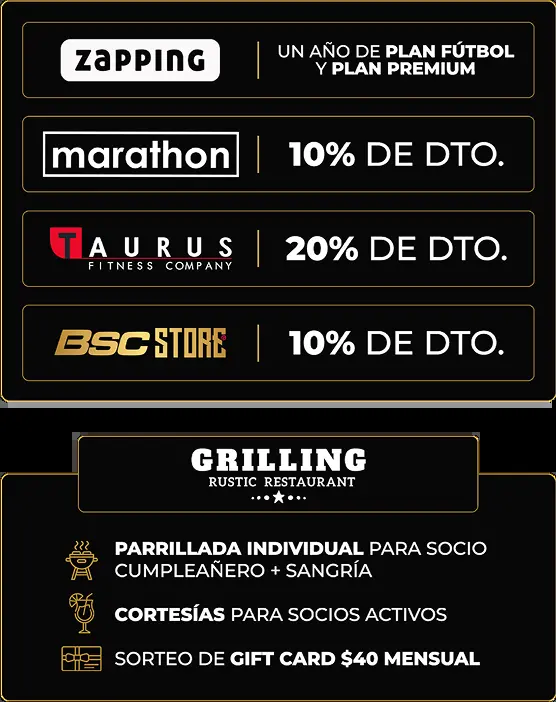 zapping
UN AÑO DE PLAN FÚTBOL
Y PLAN PREMIUM
marathon
10% DE DTO.
TAURUS
FITNESS COMPANY
20% DE DTO.
BSC STORE
10% DE DTO.
GRILLING
RUSTIC RESTAURANT
PARRILLADA INDIVIDUAL PARA SOCIO
CUMPLEAÑERO + SANGRÍA
CORTESÍAS PARA SOCIOS ACTIVOS
SORTEO DE GIFT CARD $40 MENSUAL